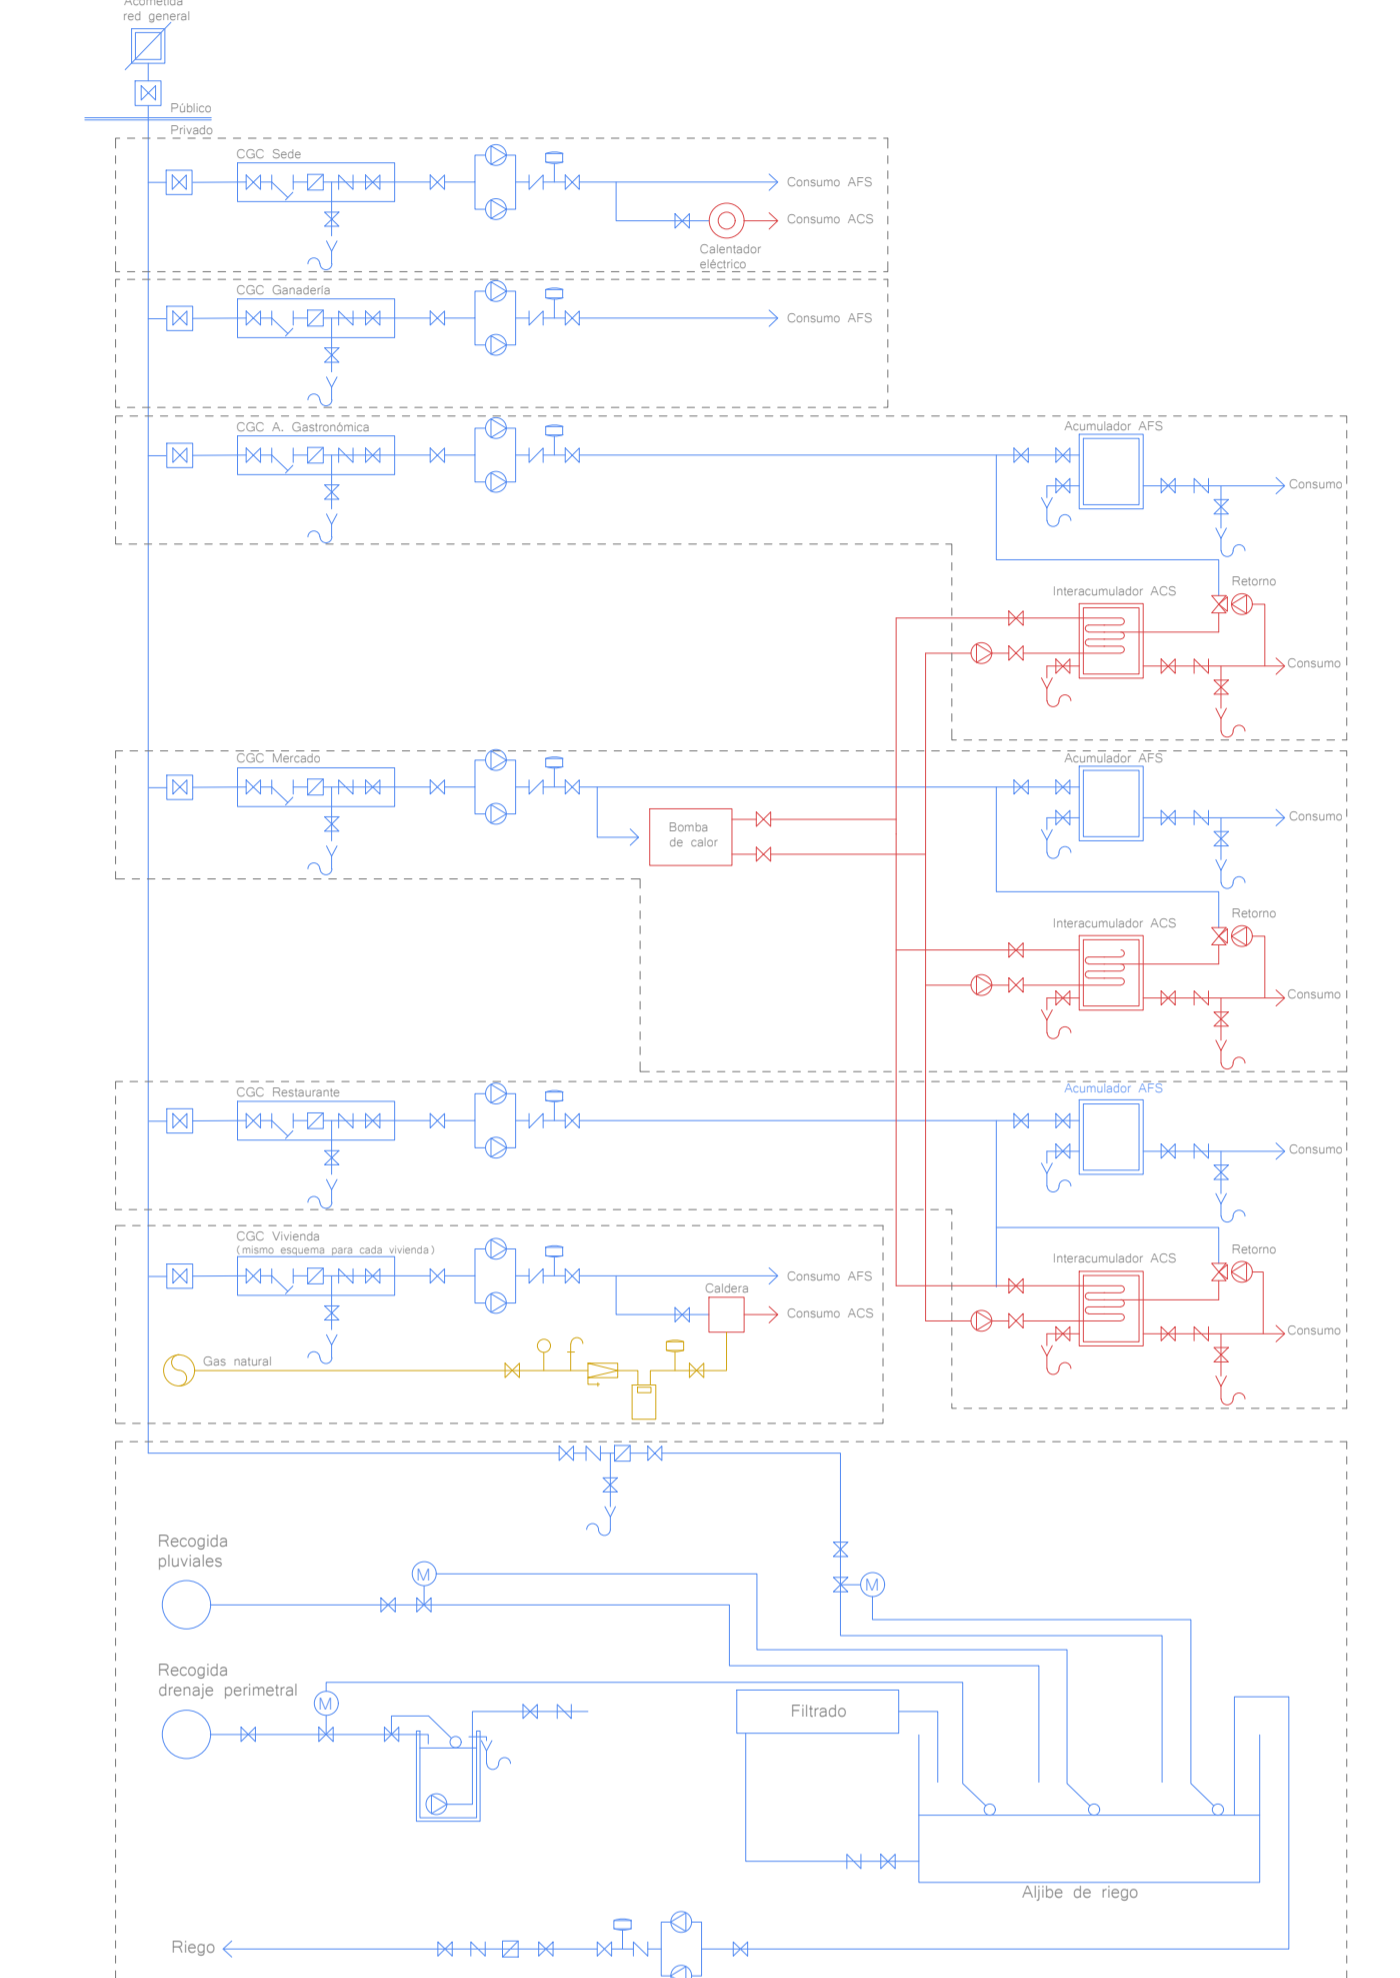 Acometida
red general
Público
Privado
CGC Sede
Consumo AFS
Consumo ACS
Calentador
eléctrico
CGC Ganadería
Consumo AFS
CGC A. Gastronómica
Acumulador AFS
Consumo
Interacumulador ACS
Retorno
Consumo
CGC Mercado
Acumulador AFS
Bomba
de calor
Consumo
Interacumulador ACS
Retorno
Consumo
CGC Restaurante
Acumulador AFS
Consumo
CGC Vivienda
(mismo esquema para cada vivienda)
Consumo AFS
Caldera
Consumo ACS
Interacumulador ACS
Retorno
Consumo
Gas natural
Recogida
pluviales
M
M
Recogida
drenaje perimetral
M
Filtrado
Aljibe de riego
Riego